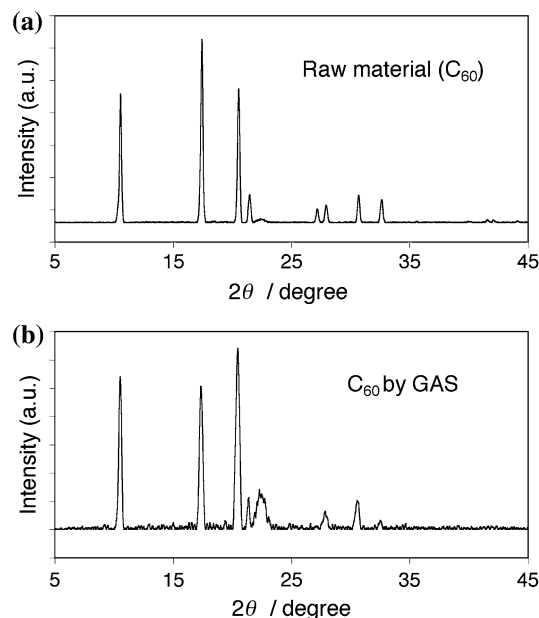 (a)
Raw material (C60)
Intensity (a.u.)
5 15 25 35 45
2θ / degree
(b)
C60 by GAS
Intensity (a.u.)
5 15 25 35 45
2θ / degree